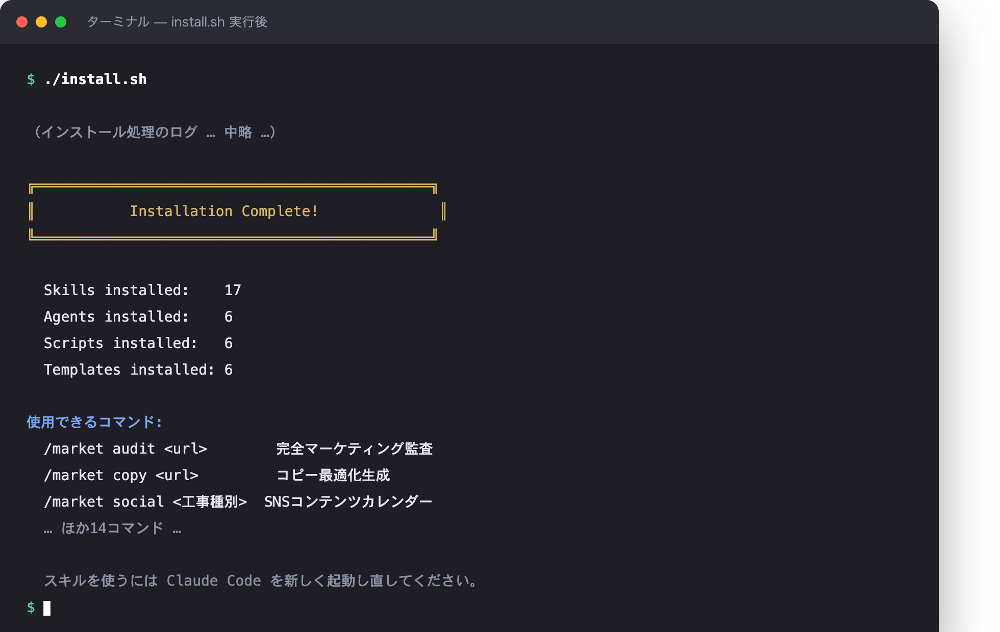 ターミナル — install.sh 実行後
$ ./install.sh
（インストール処理のログ … 中略 …）
Installation Complete!
Skills installed: 17
Agents installed: 6
Scripts installed: 6
Templates installed: 6
使用できるコマンド:
/market audit <url> 完全マーケティング監査
/market copy <url> コピー最適化生成
/market social <工事種別> SNSコンテンツカレンダー
… ほか14コマンド …
スキルを使うには Claude Code を新しく起動し直してください。
$